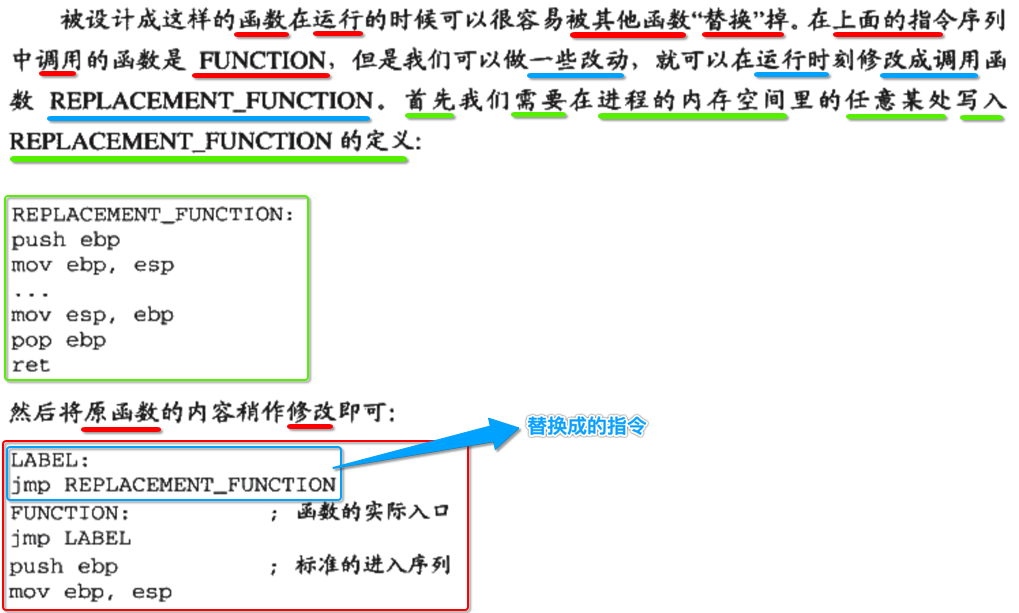 被设计成这样的函数在运行的时候可以很容易被其他函数“替换”掉。在上面的指令序列
中调用的函数是 FUNCTION，但是我们可以做一些改动，就可以在运行时刻修改成调用函
数 REPLACEMENT_FUNCTION。首先我们需要在进程的内存空间里的任意某处写入
REPLACEMENT_FUNCTION 的定义:
REPLACEMENT_FUNCTION:
push ebp
mov ebp, esp
...
mov esp, ebp
pop ebp
ret
然后将原函数的内容稍作修改即可:
替换成的指令
LABEL:
jmp REPLACEMENT_FUNCTION
FUNCTION: ; 函数的实际入口
jmp LABEL
push ebp ; 标准的进入序列
mov ebp, esp